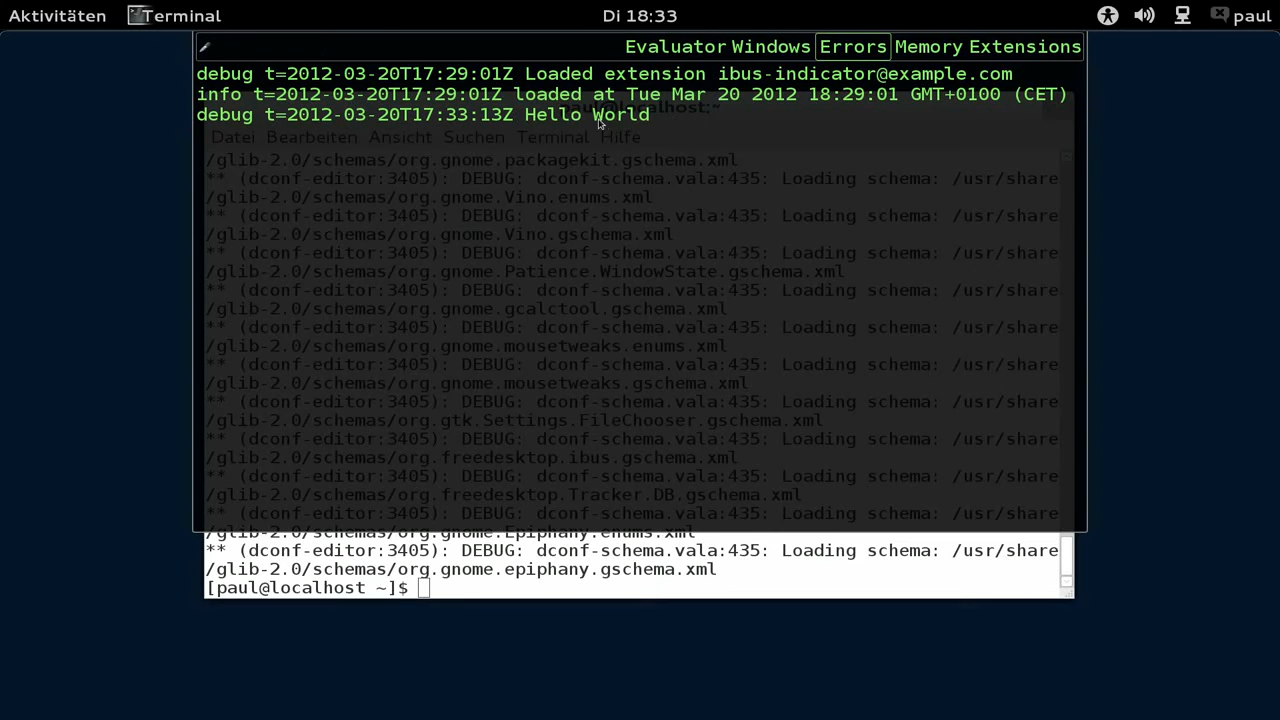 Aktivitäten Terminal Di 18:33 paul
Evaluator Windows Errors Memory Extensions
debug t=2012-03-20T17:29:01Z Loaded extension ibus-indicator@example.com
info t=2012-03-20T17:29:01Z loaded at Tue Mar 20 2012 18:29:01 GMT+0100 (CET)
paul@localhost:~
debug t=2012-03-20T17:33:13Z Hello World
Datei Bearbeiten Ansicht Suchen Terminal Hilfe
/glib-2.0/schemas/org.gnome.packagekit.gschema.xml
** (dconf-editor:3405): DEBUG: dconf-schema.vala:435: Loading schema: /usr/share
/glib-2.0/schemas/org.gnome.Vino.enums.xml
** (dconf-editor:3405): DEBUG: dconf-schema.vala:435: Loading schema: /usr/share
/glib-2.0/schemas/org.gnome.Vino.gschema.xml
** (dconf-editor:3405): DEBUG: dconf-schema.vala:435: Loading schema: /usr/share
/glib-2.0/schemas/org.gnome.Patience.WindowState.gschema.xml
** (dconf-editor:3405): DEBUG: dconf-schema.vala:435: Loading schema: /usr/share
/glib-2.0/schemas/org.gnome.gcalctool.gschema.xml
** (dconf-editor:3405): DEBUG: dconf-schema.vala:435: Loading schema: /usr/share
/glib-2.0/schemas/org.gnome.mousetweaks.enums.xml
** (dconf-editor:3405): DEBUG: dconf-schema.vala:435: Loading schema: /usr/share
/glib-2.0/schemas/org.gnome.mousetweaks.gschema.xml
** (dconf-editor:3405): DEBUG: dconf-schema.vala:435: Loading schema: /usr/share
/glib-2.0/schemas/org.gtk.Settings.FileChooser.gschema.xml
** (dconf-editor:3405): DEBUG: dconf-schema.vala:435: Loading schema: /usr/share
/glib-2.0/schemas/org.freedesktop.ibus.gschema.xml
** (dconf-editor:3405): DEBUG: dconf-schema.vala:435: Loading schema: /usr/share
/glib-2.0/schemas/org.freedesktop.Tracker.DB.gschema.xml
** (dconf-editor:3405): DEBUG: dconf-schema.vala:435: Loading schema: /usr/share
/glib-2.0/schemas/org.gnome.Epiphany.enums.xml
** (dconf-editor:3405): DEBUG: dconf-schema.vala:435: Loading schema: /usr/share
/glib-2.0/schemas/org.gnome.epiphany.gschema.xml
[paul@localhost ~]$